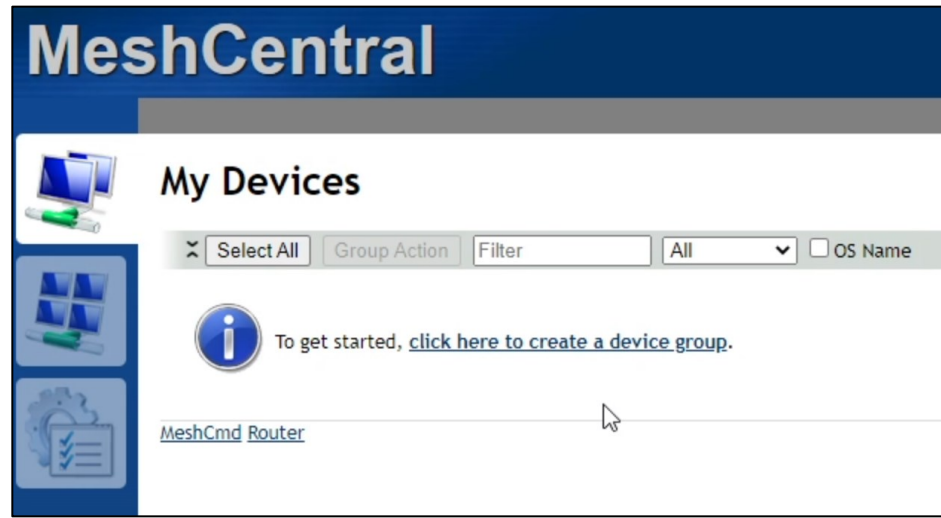 MeshCentral
My Devices
Select All Group Action Filter All OS Name
To get started, click here to create a device group.
MeshCmd Router